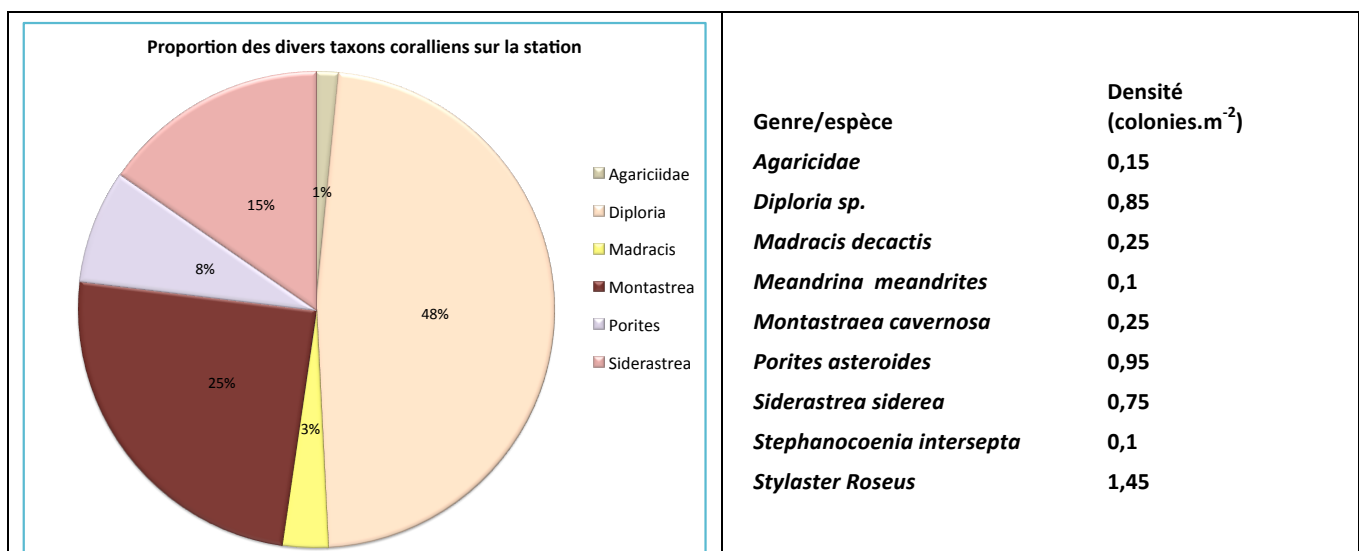 Proportion des divers taxons coralliens sur la station
1%
48%
3%
25%
8%
15%
Agariciidae
Diploria
Madracis
Montastrea
Porites
Siderastrea
Densité
Genre/espèce (colonies.m-2)
Agaricidae 0,15
Diploria sp. 0,85
Madracis decactis 0,25
Meandrina meandrites 0,1
Montastraea cavernosa 0,25
Porites asteroides 0,95
Siderastrea siderea 0,75
Stephanocoenia intersepta 0,1
Stylaster Roseus 1,45